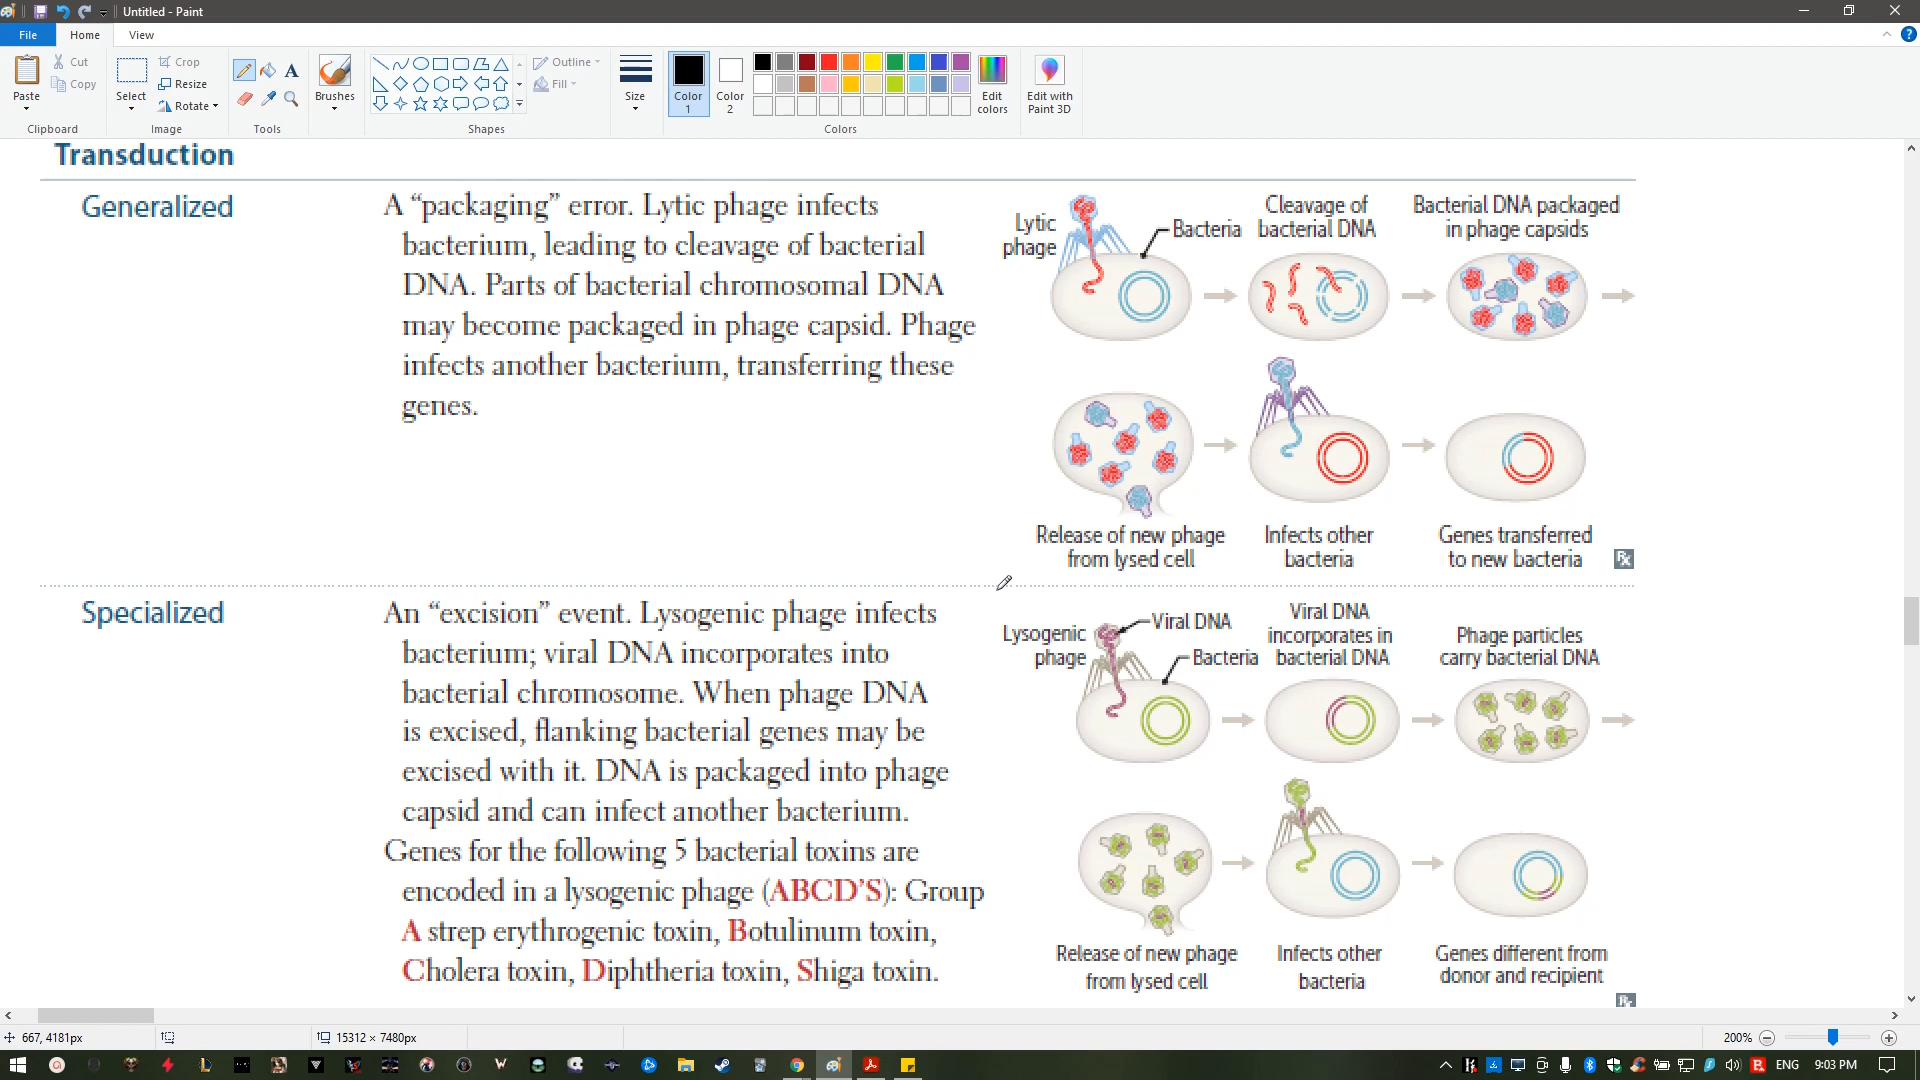 Untitled - Paint
File
Home
View
Paste
Cut
Copy
Clipboard
Select
Crop
Resize
Rotate
Image
Tools
Brushes
Outline
Fill
Shapes
Size
Color
1
Color
2
Edit
colors
Edit with
Paint 3D
Colors
Transduction
Generalized
A “packaging” error. Lytic phage infects
bacterium, leading to cleavage of bacterial
DNA. Parts of bacterial chromosomal DNA
may become packaged in phage capsid. Phage
infects another bacterium, transferring these
genes.
Lytic
phage
Bacteria
Cleavage of
bacterial DNA
Bacterial DNA packaged
in phage capsids
Release of new phage
from lysed cell
Infects other
bacteria
Genes transferred
to new bacteria
Rx
Specialized
An “excision” event. Lysogenic phage infects
bacterium; viral DNA incorporates into
bacterial chromosome. When phage DNA
is excised, flanking bacterial genes may be
excised with it. DNA is packaged into phage
capsid and can infect another bacterium.
Genes for the following 5 bacterial toxins are
encoded in a lysogenic phage (ABCD’S): Group
A strep erythrogenic toxin, Botulinum toxin,
Cholera toxin, Diphtheria toxin, Shiga toxin.
Lysogenic
phage
Viral DNA
Bacteria
Viral DNA
incorporates in
bacterial DNA
Phage particles
carry bacterial DNA
Release of new phage
from lysed cell
Infects other
bacteria
Genes different from
donor and recipient
Rx
667, 4181px
15312 × 7480px
200%
ENG
9:03 PM